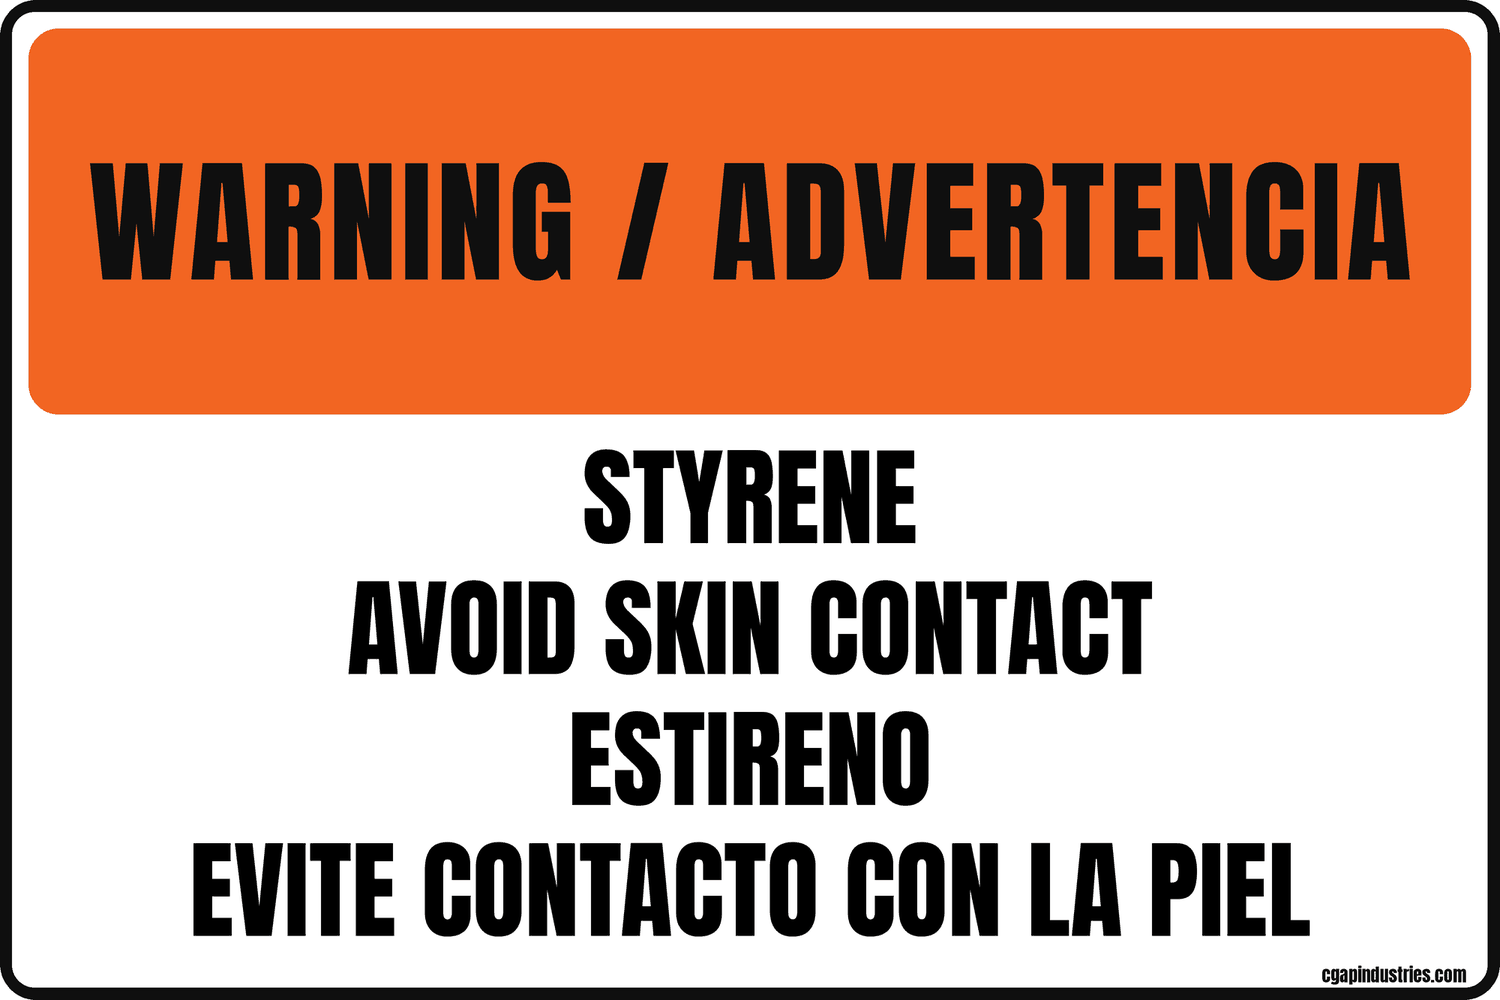 WARNING / ADVERTENCIA
STYRENE
AVOID SKIN CONTACT
ESTIRENO
EVITE CONTACTO CON LA PIEL
cgapindustries.com